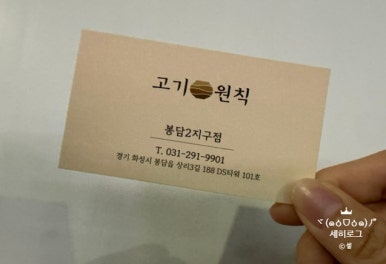 고기 원칙
봉담2지구점
T. 031-291-9901
경기 화성시 봉담읍 상리3길 188 DS타워 101호
세히로그